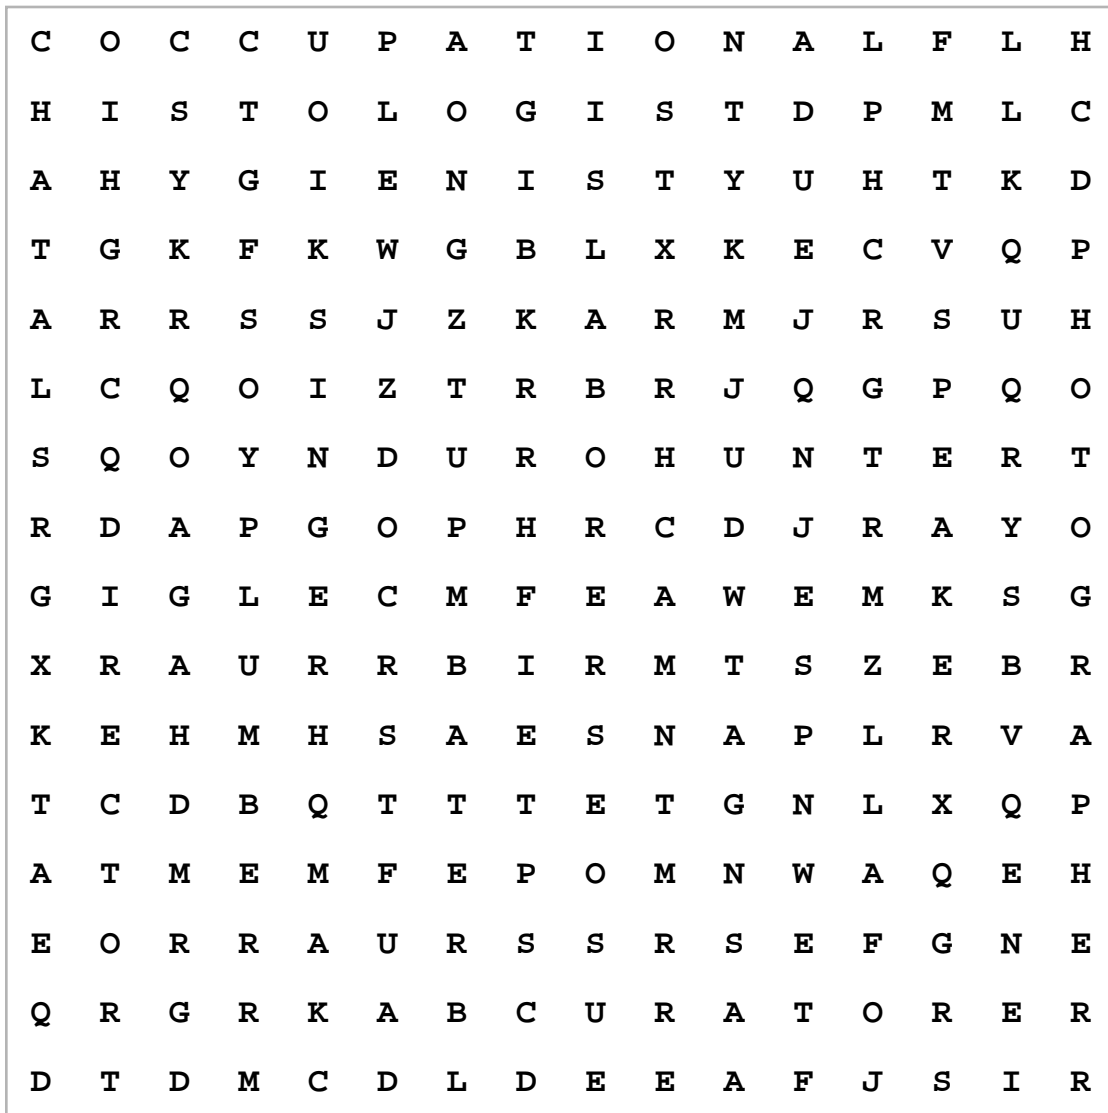 C O C C U P A T I O N A L F L H
H I S T O L O G I S T D P M L C
A H Y G I E N I S T Y U H T K D
T G K F K W G B L X K E C V Q P
A R R S S J Z K A R M J R S U H
L C Q O I Z T R B R J Q G P Q O
S Q O Y N D U R O H U N T E R T
R D A P G O P H R C D J R A Y O
G I G L E C M F E A W E M K S G
X R A U R R B I R M T S Z E B R
K E H M H S A E S N A P L R V A
T C D B Q T T T E T G N L X Q P
A T M E M F E P O M N W A Q E H
E O R R A U R S S R S E F G N E
Q R G R K A B C U R A T O R E R
D T D M C D L D E E A F J S I R